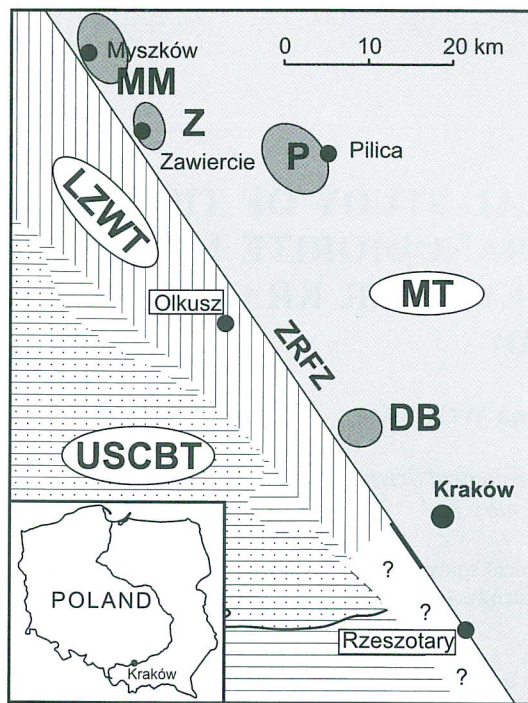 Myszków
0 10 20 km
MM
Z
Zawiercie
P
Pilica
LZWT
MT
Olkusz
ZRFZ
DB
USCBT
Kraków
?
POLAND
?
Rzeszotary
Kraków
?